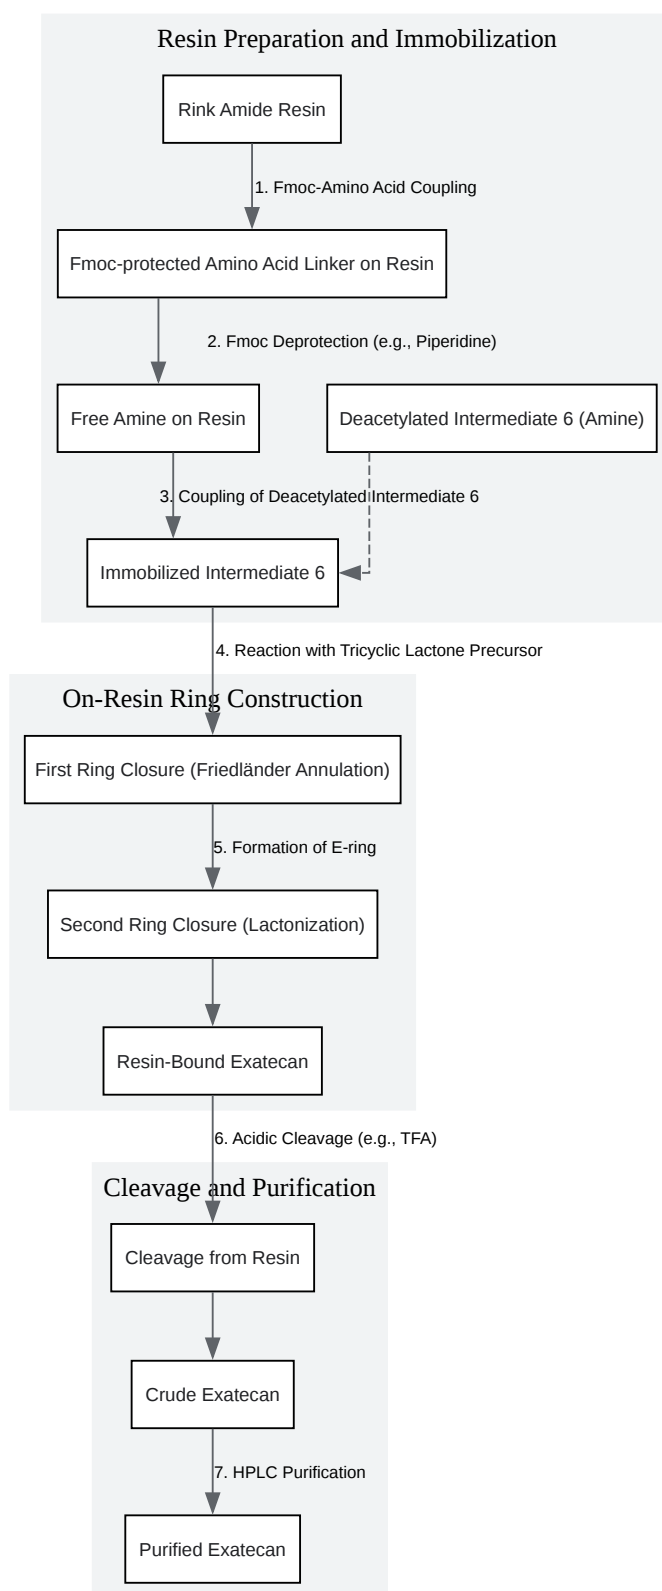 Resin Preparation and Immobilization
Rink Amide Resin
1. Fmoc-Amino Acid Coupling
Fmoc-protected Amino Acid Linker on Resin
2. Fmoc Deprotection (e.g., Piperidine)
Free Amine on Resin
Deacetylated Intermediate 6 (Amine)
3. Coupling of Deacetylated Intermediate 6
Immobilized Intermediate 6
4. Reaction with Tricyclic Lactone Precursor
On-Resin Ring Construction
First Ring Closure (Friedländer Annulation)
5. Formation of E-ring
Second Ring Closure (Lactonization)
Resin-Bound Exatecan
6. Acidic Cleavage (e.g., TFA)
Cleavage and Purification
Cleavage from Resin
Crude Exatecan
7. HPLC Purification
Purified Exatecan